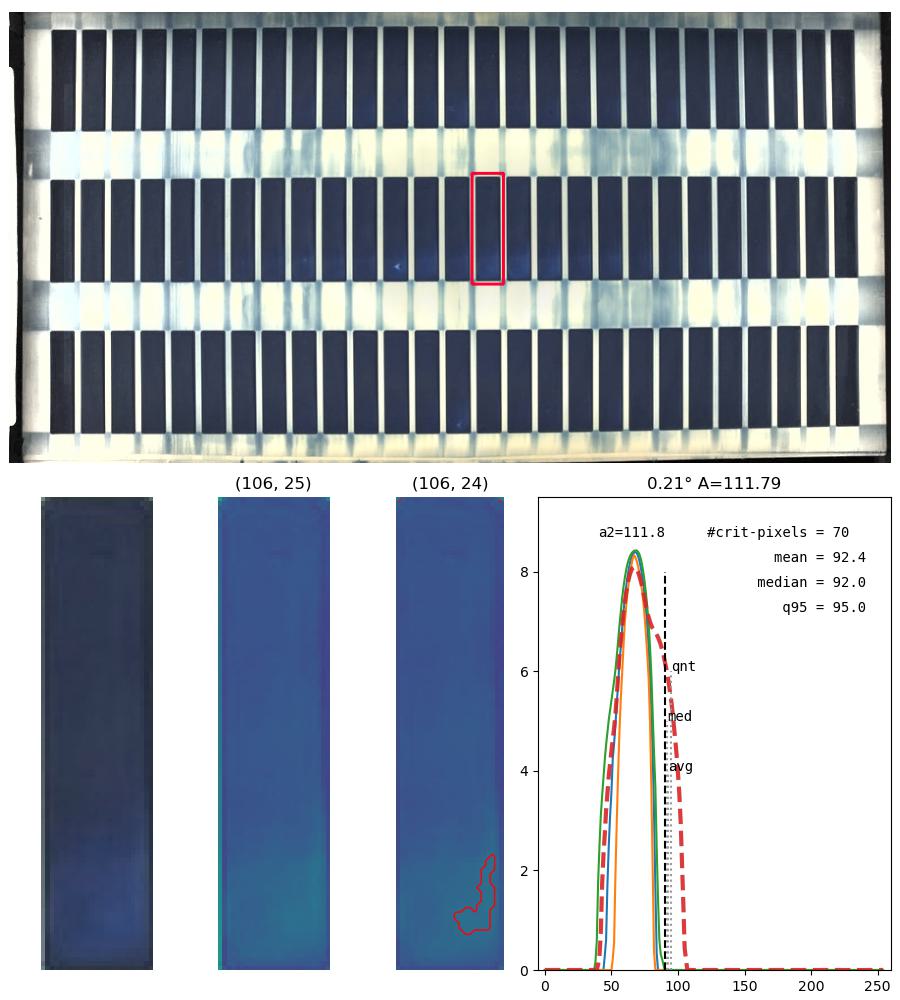 (106, 25)
(106, 24)
0.21° A=111.79
a2=111.8
#crit-pixels = 70
mean = 92.4
median = 92.0
q95 = 95.0
qnt
med
avg
8
6
4
2
0
0 50 100 150 200 250